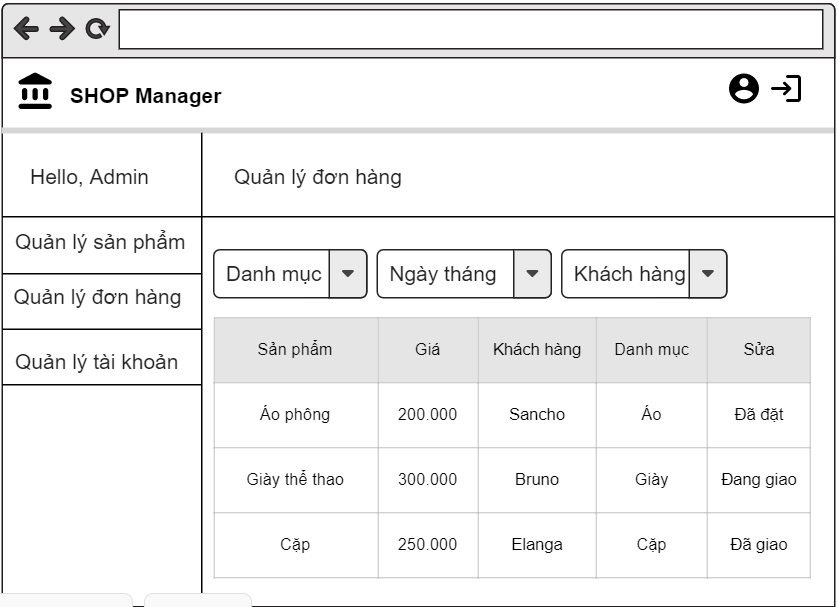 SHOP Manager
Hello, Admin
Quản lý đơn hàng
Quản lý sản phẩm
Quản lý đơn hàng
Quản lý tài khoản
Danh mục Ngày tháng Khách hàng
Sản phẩm Giá Khách hàng Danh mục Sửa
Áo phông 200.000 Sancho Áo Đã đặt
Giày thể thao 300.000 Bruno Giày Đang giao
Cặp 250.000 Elanga Cặp Đã giao